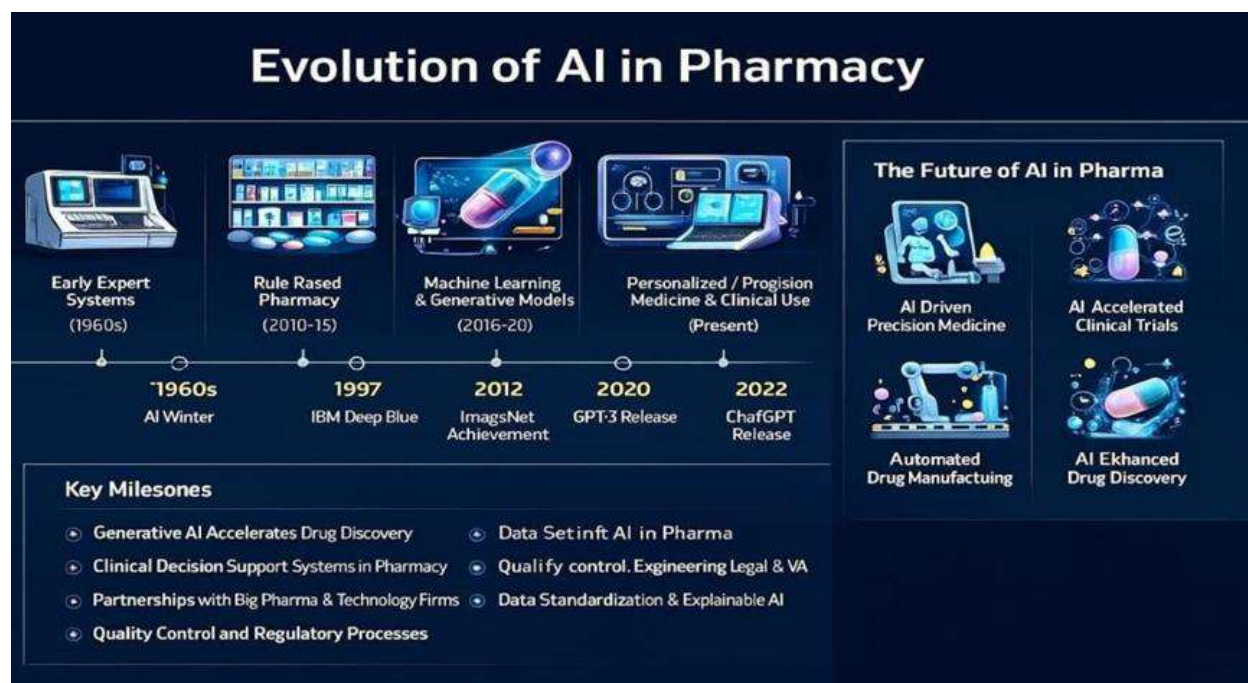 Evolution of AI in Pharmacy
Early Expert
Systems
(1960s)
Rule Rased
Pharmacy
(2010-15)
Machine Learning
& Generative Models
(2016-20)
Personalized / Progision
Medicine & Clinical Use
(Present)
1960s
AI Winter
1997
IBM Deep Blue
2012
ImagsNet
Achievement
2020
GPT-3 Release
2022
ChafGPT
Release
Key Milesones
Generative AI Accelerates Drug Discovery
Clinical Decision Support Systems in Pharmacy
Partnerships with Big Pharma & Technology Firms
Quality Control and Regulatory Processes
Data Setinft AI in Pharma
Qualify control. Exgineering Legal & VA
Data Standardization & Explainable AI
The Future of AI in Pharma
AI Driven
Precision Medicine
AI Accelerated
Clinical Trials
Automated
Drug Manufactuing
AI Ekhanced
Drug Discovery